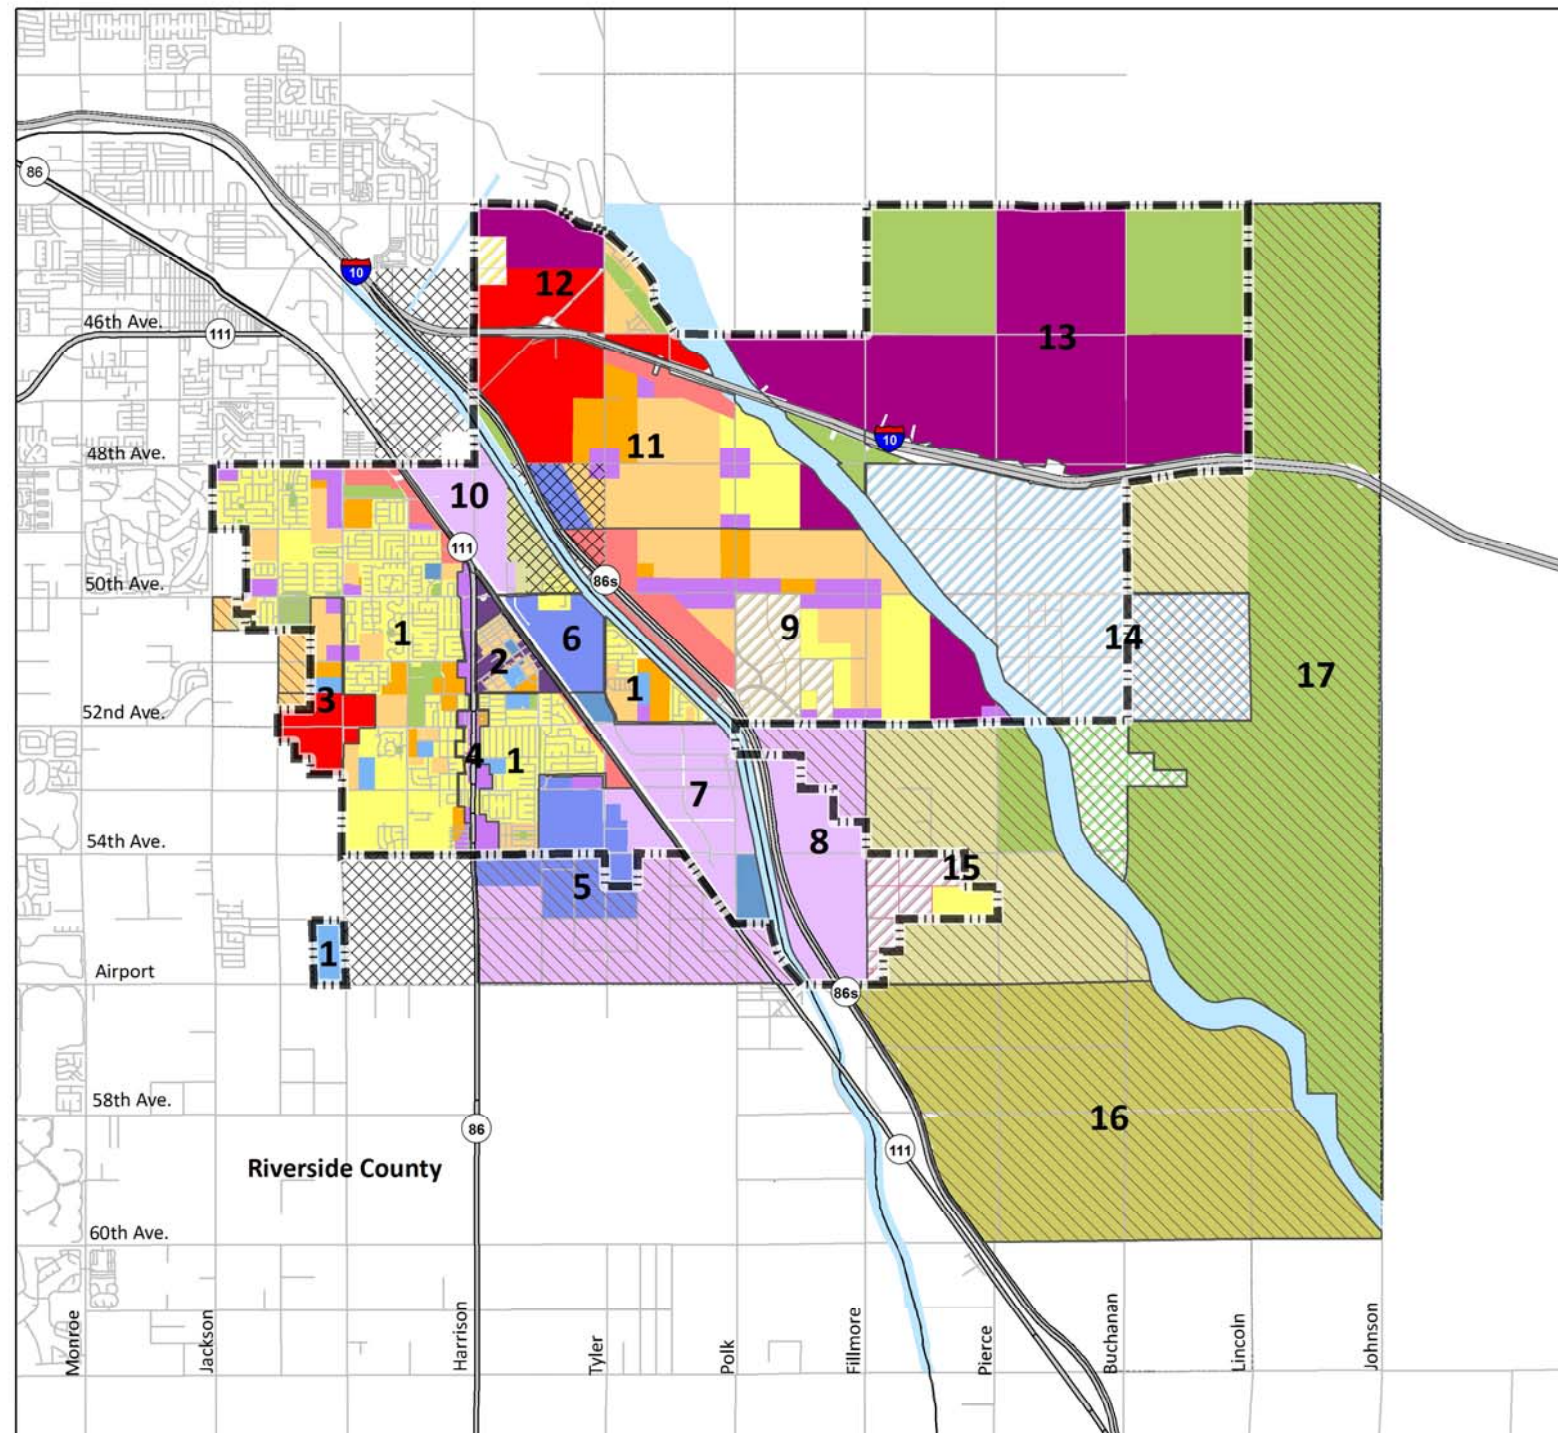 86
10
12
46th Ave.
111
13
10
11
48th Ave.
10
111
50th Ave.
86s
1
6
9
14
2
17
1
3
52nd Ave.
4
1
7
8
54th Ave.
15
5
1
Airport
86s
58th Ave.
16
86
111
Riverside County
60th Ave.
Monroe
Jackson
Harrison
Tyler
Polk
Fillmore
Pierce
Buchanan
Lincoln
Johnson